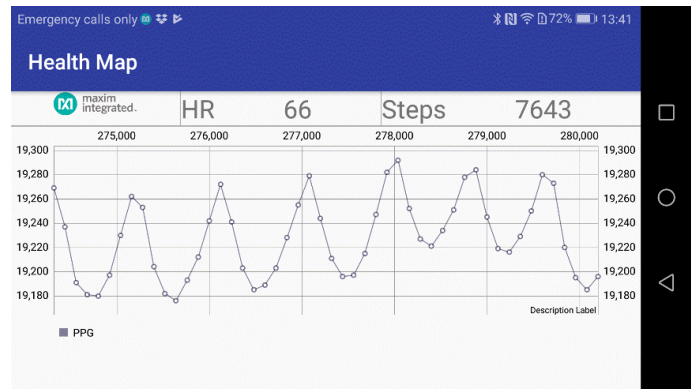 Emergency calls only 72% 13:41
Health Map
maxim integrated. HR 66 Steps 7643
275,000 276,000 277,000 278,000 279,000 280,000
19,300 19,300
19,280 19,280
19,260 19,260
19,240 19,240
19,220 19,220
19,200 19,200
19,180 19,180
Description Label
PPG